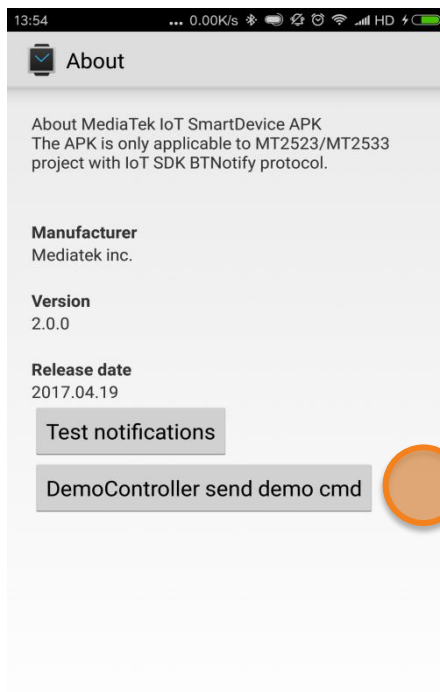 13:54 ... 0.00K/s HD
About
About MediaTek IoT SmartDevice APK
The APK is only applicable to MT2523/MT2533
project with IoT SDK BTNotify protocol.
Manufacturer
Mediatek inc.
Version
2.0.0
Release date
2017.04.19
Test notifications
DemoController send demo cmd